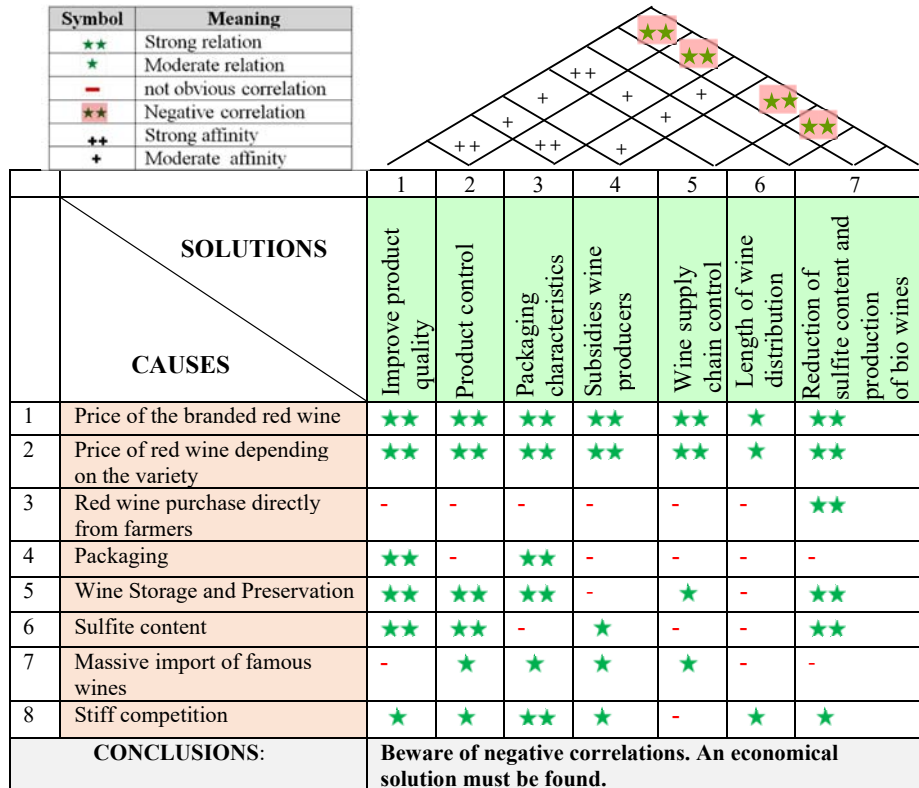 Symbol Meaning
★★ Strong relation
★ Moderate relation
– not obvious correlation
★★ Negative correlation
++ Strong affinity
+ Moderate affinity
★★
★★
++
+ + + ★★
+ + ★★
++ ++ +
1 2 3 4 5 6 7
SOLUTIONS
CAUSES
Improve product
quality
Product control
Packaging
characteristics
Subsidies wine
producers
Wine supply
chain control
Length of wine
distribution
Reduction of
sulfite content and
production
of bio wines
1 Price of the branded red wine ★★ ★★ ★★ ★★ ★★ ★ ★★
2 Price of red wine depending
on the variety ★★ ★★ ★★ ★★ ★★ ★ ★★
3 Red wine purchase directly
from farmers - - - - - - ★★
4 Packaging ★★ - ★★ - - - -
5 Wine Storage and Preservation ★★ ★★ ★★ - ★ - ★★
6 Sulfite content ★★ ★★ - ★ - - ★★
7 Massive import of famous
wines - ★ ★ ★ ★ - -
8 Stiff competition ★ ★ ★★ ★ - ★ ★
CONCLUSIONS: Beware of negative correlations. An economical
solution must be found.